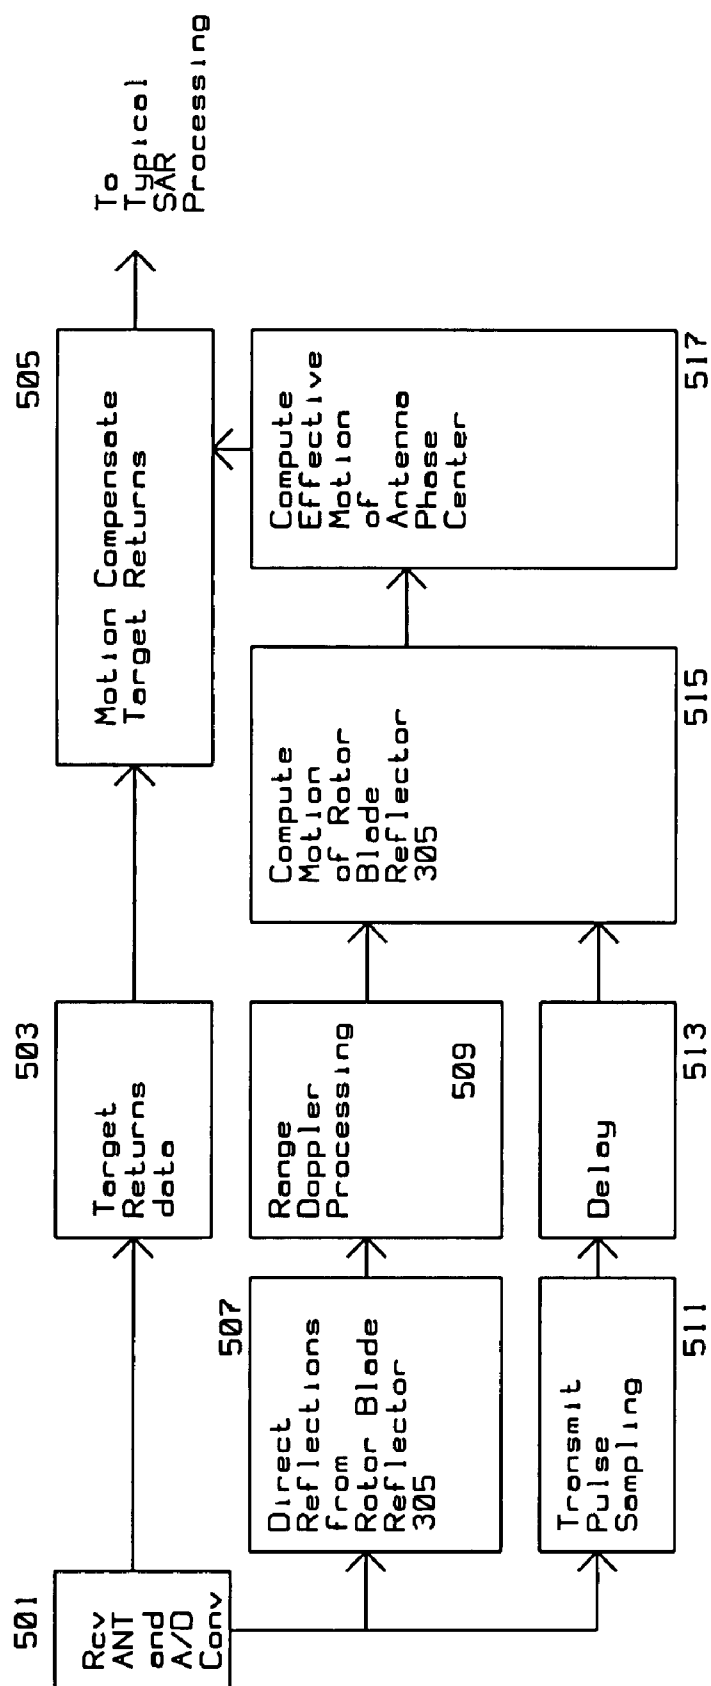 501
Rcv
ANT
and
A/D
Conv
503
Target
Returns
data
505
Motion Compensate
Target Returns
To
Typical
SAR
Processing
507
Direct
Reflections
from
Rotor Blade
Reflector
305
Range
Doppler
Processing
509
Compute
Motion
of Rotor
Blade
Reflector
305
515
Compute
Effective
Motion
of
Antenna
Phase
Center
517
Transmit
Pulse
Sampling
511
Delay
513